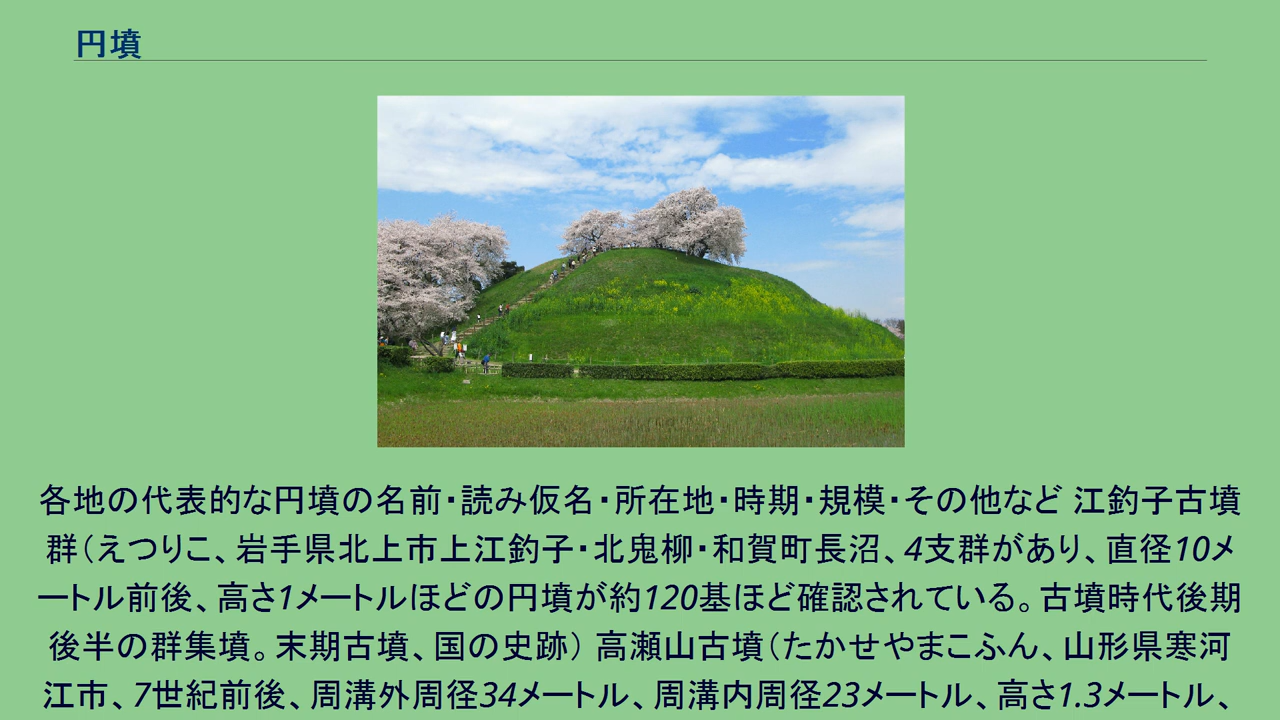 円墳
各地の代表的な円墳の名前・読み仮名・所在地・時期・規模・その他など 江釣子古墳
群（えつりこ、岩手県北上市上江釣子・北鬼柳・和賀町長沼、4支群があり、直径10メ
ートル前後、高さ1メートルほどの円墳が約120基ほど確認されている。古墳時代後期
後半の群集墳。末期古墳、国の史跡） 高瀬山古墳（たかせやまこふん、山形県寒河
江市、7世紀前後、周溝外周径34メートル、周溝内周径23メートル、高さ1.3メートル、